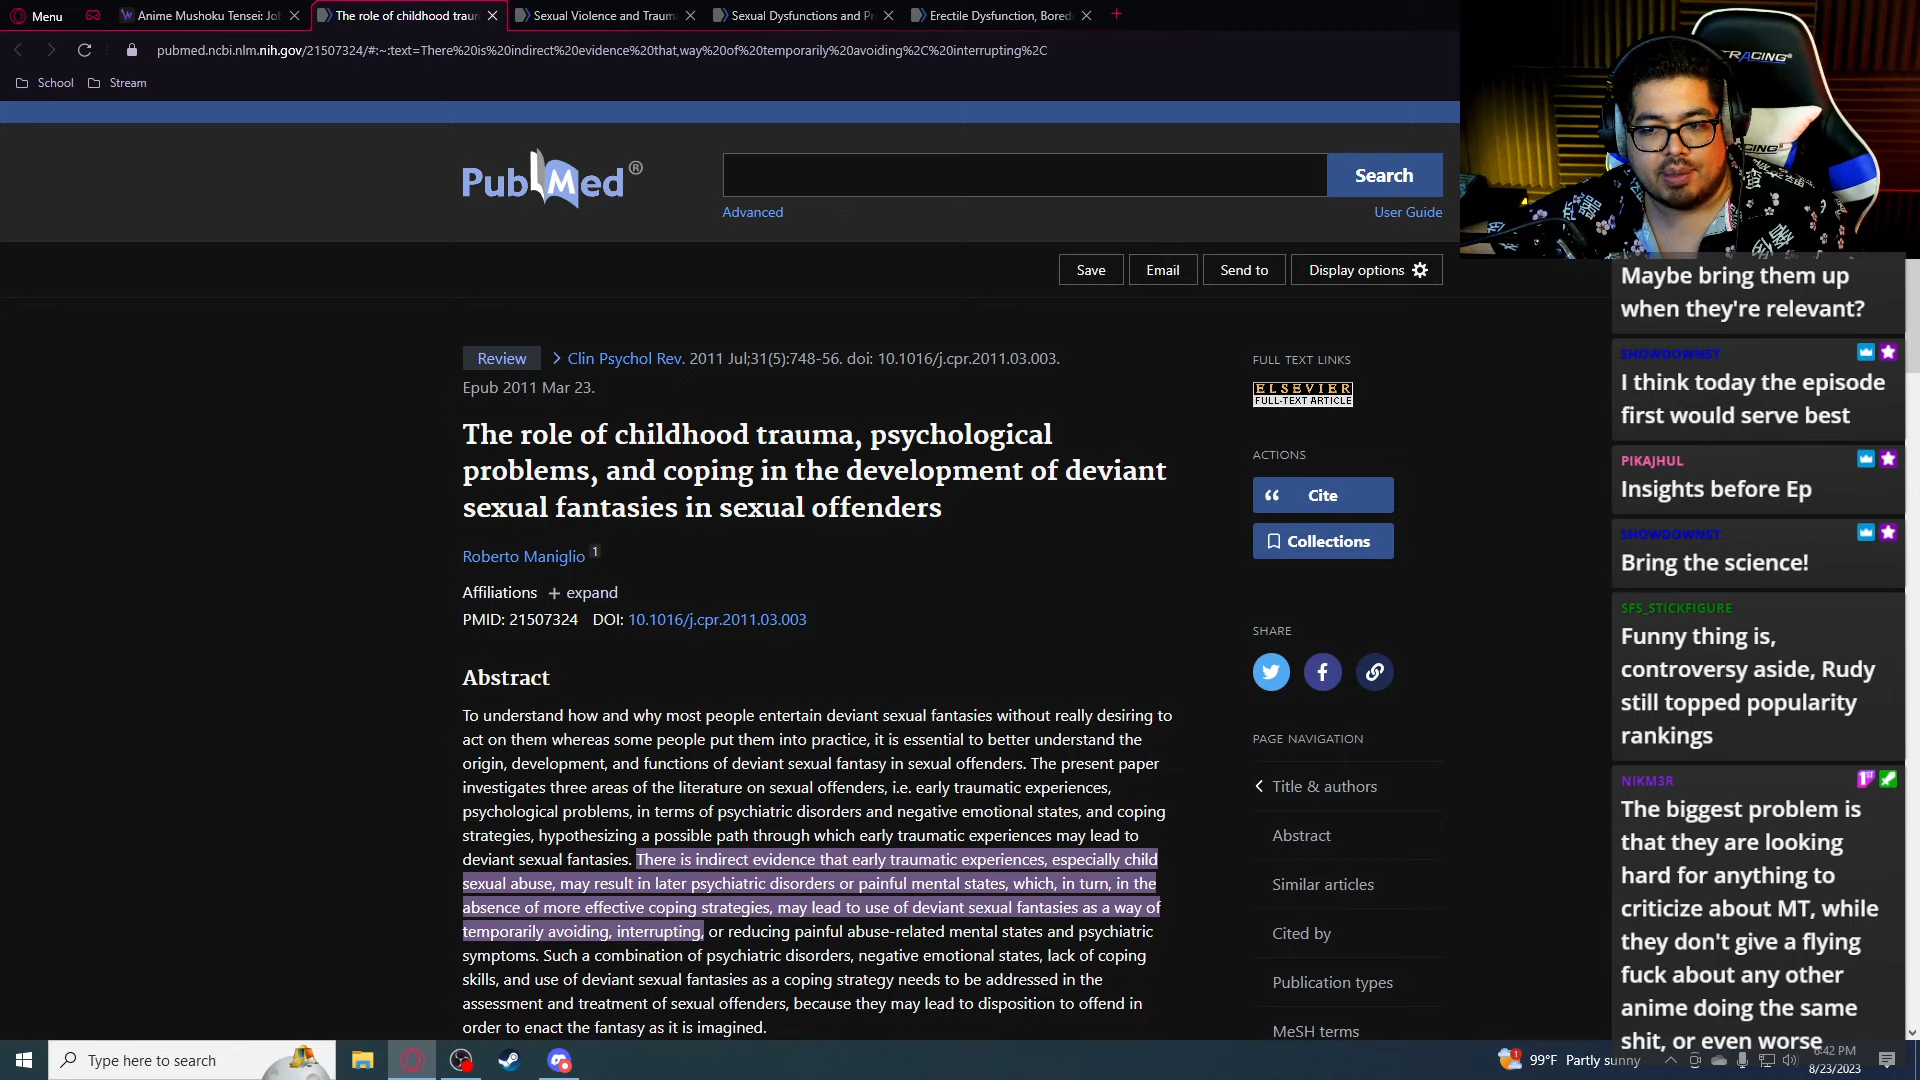 Menu
Anime Mushoku Tensei: Jol
The role of childhood traun
Sexual Violence and Traum
Sexual Dysfunctions and Pr
Erectile Dysfunction, Bored
pubmed.ncbi.nlm.nih.gov/21507324/#:~:text=There%20is%20indirect%20evidence%20that,way%20of%20temporarily%20avoiding%2C%20interrupting%2C
School
Stream
PubMed®
Search
Advanced
User Guide
Save
Email
Send to
Display options
Review
Clin Psychol Rev. 2011 Jul;31(5):748-56. doi: 10.1016/j.cpr.2011.03.003.
Epub 2011 Mar 23.
The role of childhood trauma, psychological
problems, and coping in the development of deviant
sexual fantasies in sexual offenders
Roberto Maniglio 1
Affiliations + expand
PMID: 21507324 DOI: 10.1016/j.cpr.2011.03.003
Abstract
To understand how and why most people entertain deviant sexual fantasies without really desiring to
act on them whereas some people put them into practice, it is essential to better understand the
origin, development, and functions of deviant sexual fantasy in sexual offenders. The present paper
investigates three areas of the literature on sexual offenders, i.e. early traumatic experiences,
psychological problems, in terms of psychiatric disorders and negative emotional states, and coping
strategies, hypothesizing a possible path through which early traumatic experiences may lead to
deviant sexual fantasies. There is indirect evidence that early traumatic experiences, especially child
sexual abuse, may result in later psychiatric disorders or painful mental states, which, in turn, in the
absence of more effective coping strategies, may lead to use of deviant sexual fantasies as a way of
temporarily avoiding, interrupting, or reducing painful abuse-related mental states and psychiatric
symptoms. Such a combination of psychiatric disorders, negative emotional states, lack of coping
skills, and use of deviant sexual fantasies as a coping strategy needs to be addressed in the
assessment and treatment of sexual offenders, because they may lead to disposition to offend in
order to enact the fantasy as it is imagined.
FULL TEXT LINKS
ELSEVIER
FULL-TEXT ARTICLE
ACTIONS
Cite
Collections
SHARE
PAGE NAVIGATION
Title & authors
Abstract
Similar articles
Cited by
Publication types
MeSH terms
Maybe bring them up
when they're relevant?
SHOWDOWNST
I think today the episode
first would serve best
PIKAJHUL
Insights before Ep
SHOWDOWNST
Bring the science!
SFS_STICKFIGURE
Funny thing is,
controversy aside, Rudy
still topped popularity
rankings
NIKM3R
1ST
The biggest problem is
that they are looking
hard for anything to
criticize about MT, while
they don't give a flying
fuck about any other
anime doing the same
shit, or even worse
Type here to search
1
99°F Partly sunny
6:42 PM
8/23/2023